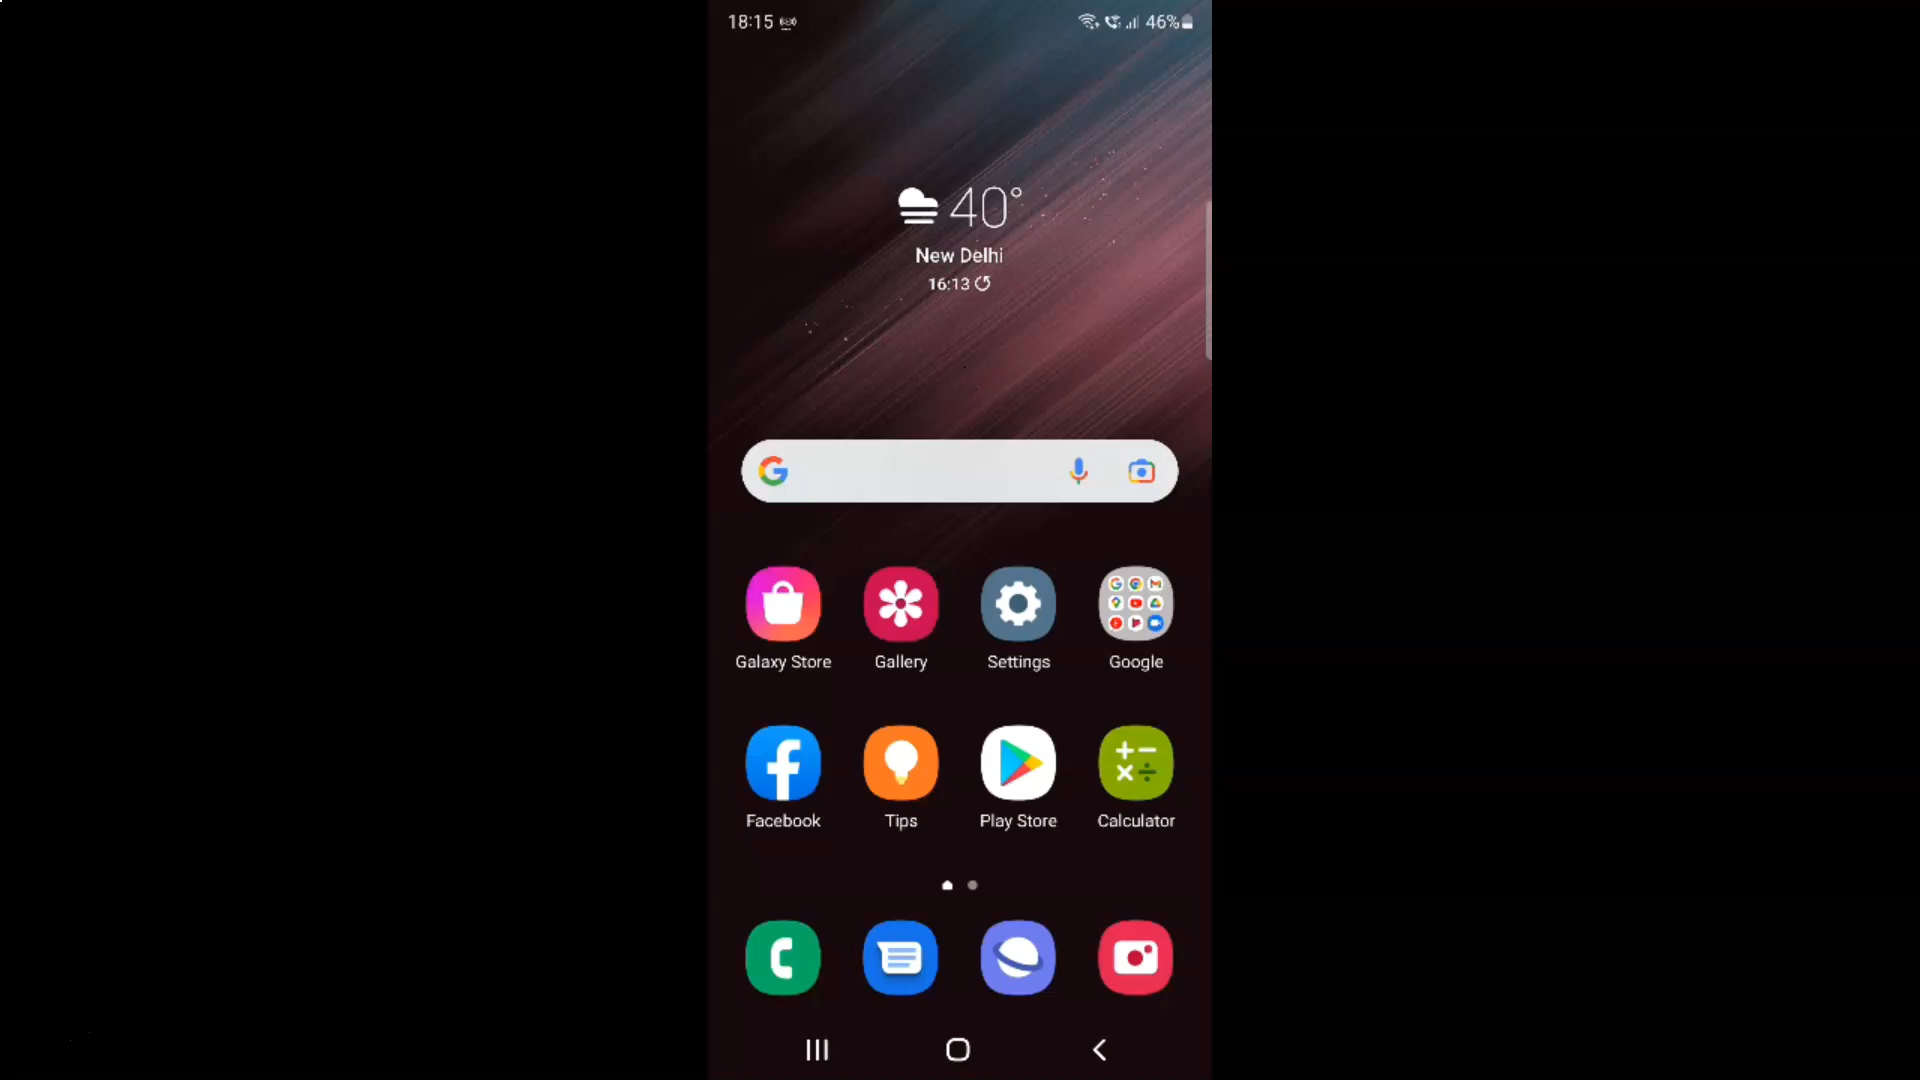 18:15
46%
40°
New Delhi
16:13
Galaxy Store
Gallery
Settings
Google
Facebook
Tips
Play Store
Calculator